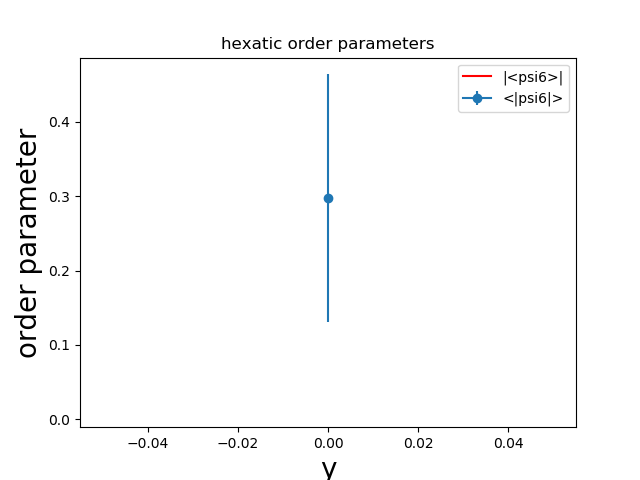 hexatic order parameters
|<psi6>|
<|psi6|>
order parameter
0.4
0.3
0.2
0.1
0.0
−0.04
−0.02
0.00
0.02
0.04
y